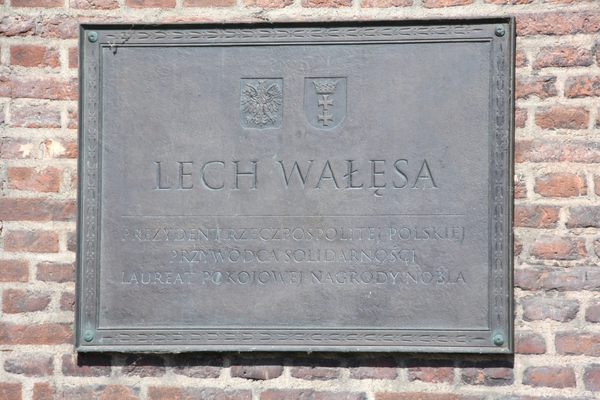 LECH WAŁĘSA
PREZYDENT RZECZPOSPOLITEJ POLSKIEJ
PRZYWÓDCA SOLIDARNOŚCI
LAUREAT POKOJOWEJ NAGRODY NOBLA